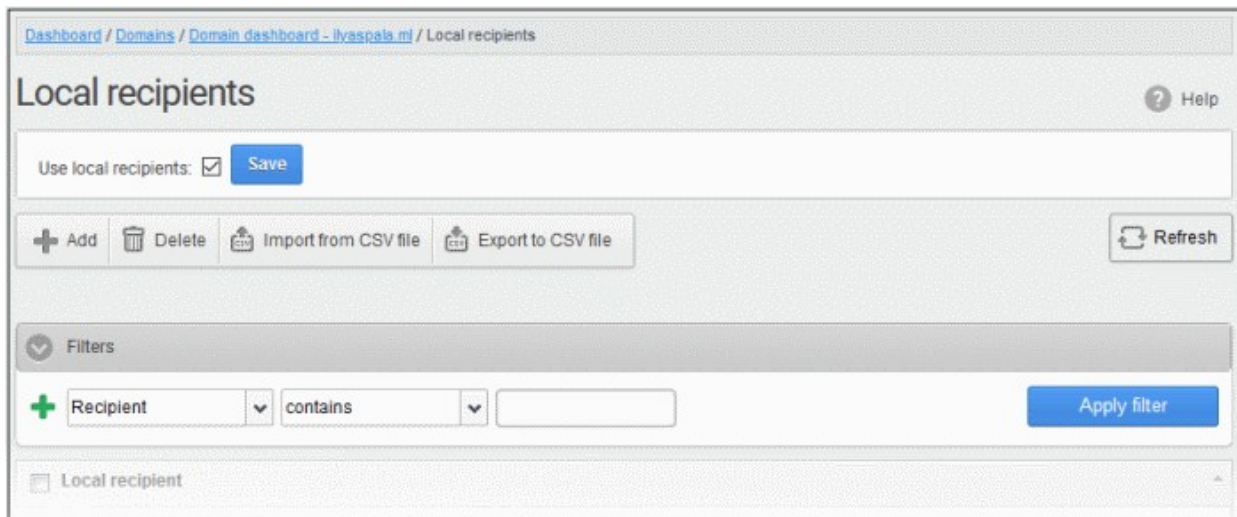 Dashboard / Domains / Domain dashboard - ilyaspala.ml / Local recipients
Local recipients
Help
Use local recipients: Save
Add Delete Import from CSV file Export to CSV file Refresh
Filters
Recipient contains Apply filter
Local recipient